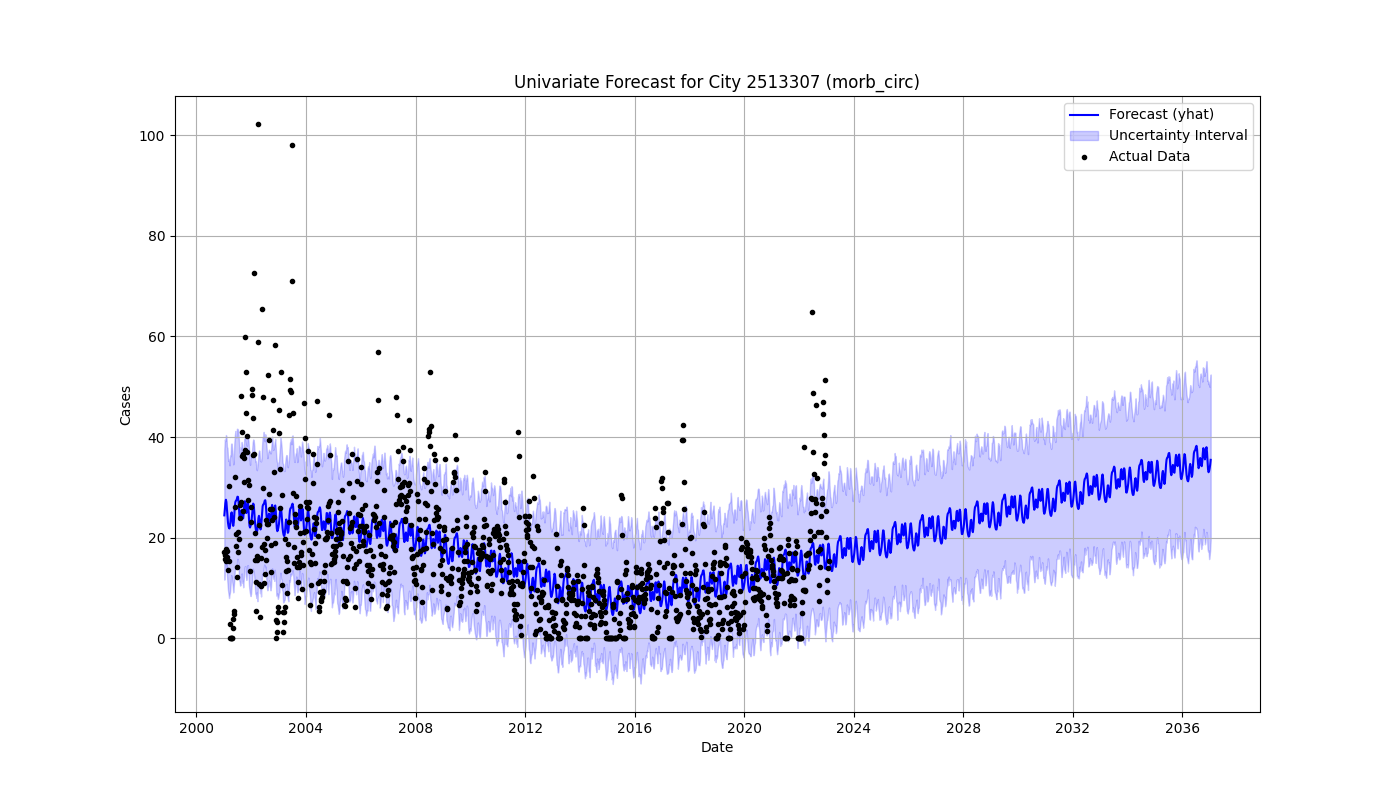 Univariate Forecast for City 2513307 (morb_circ)
Forecast (yhat)
Uncertainty Interval
Actual Data
Cases
100
80
60
40
20
0
2000 2004 2008 2012 2016 2020 2024 2028 2032 2036
Date